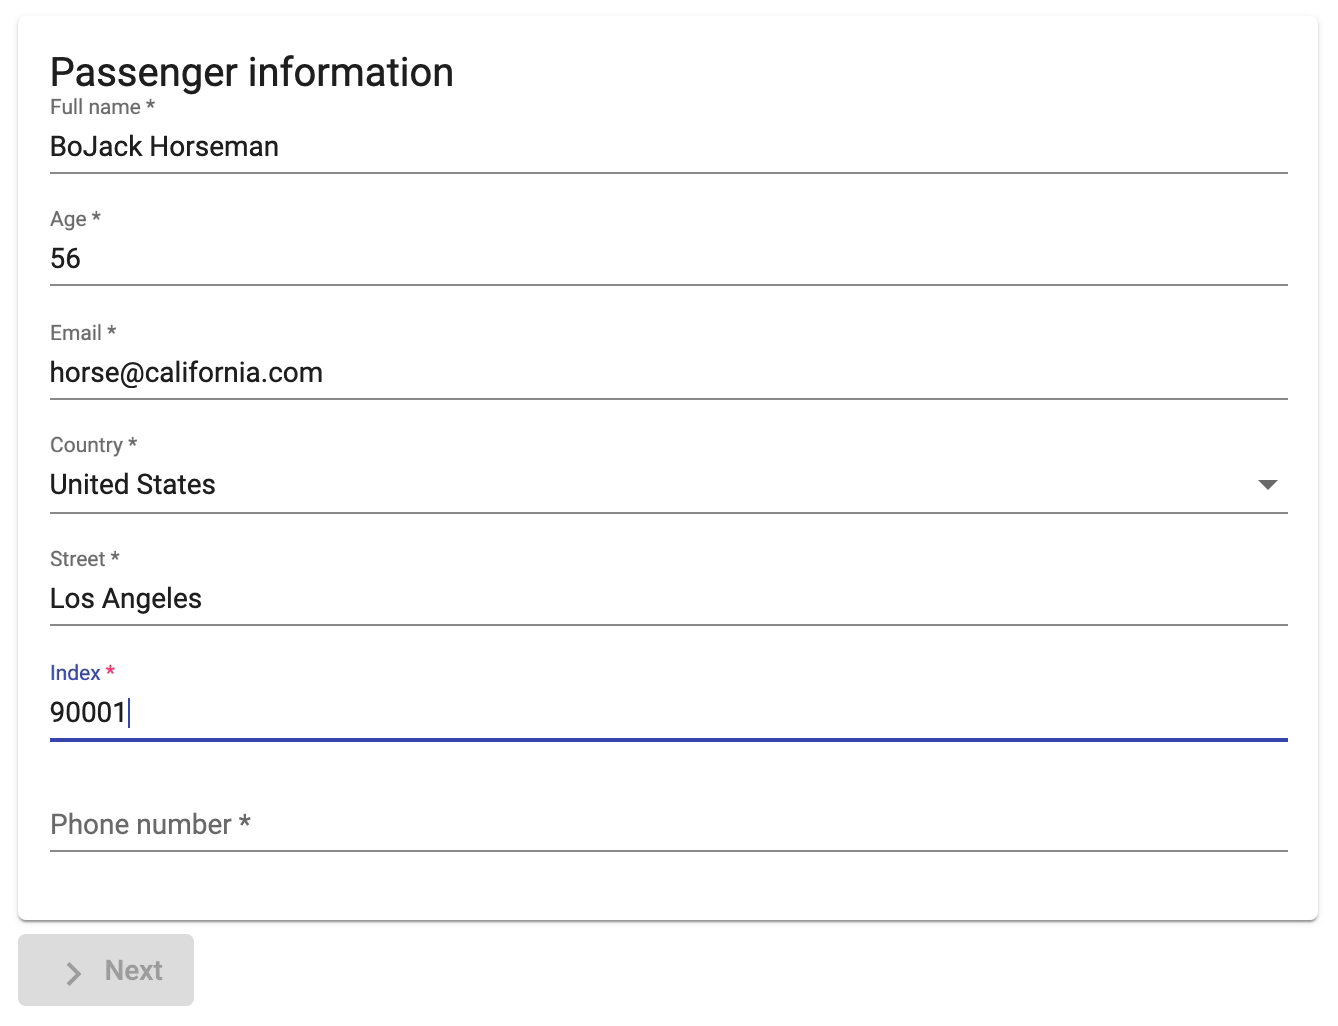 Passenger information
Full name *
BoJack Horseman
Age *
56
Email *
horse@california.com
Country *
United States
Street *
Los Angeles
Index *
90001
Phone number *
Next